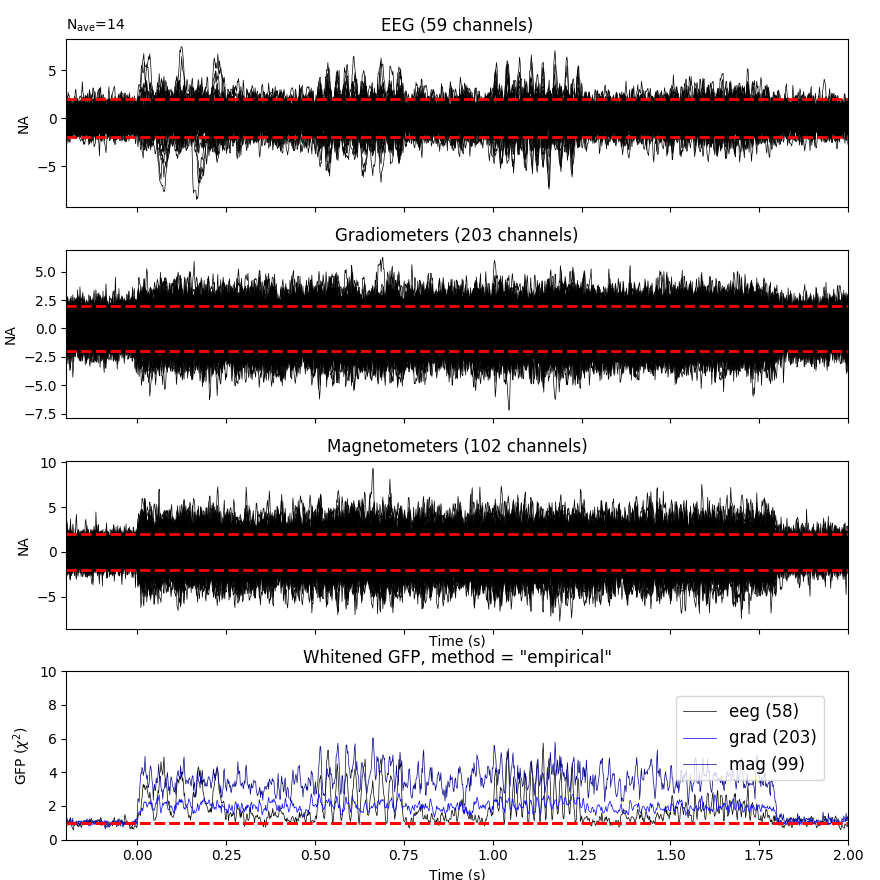 N_ave=14
EEG (59 channels)
5
0
−5
NA
Gradiometers (203 channels)
5.0
2.5
0.0
−2.5
−5.0
−7.5
NA
Magnetometers (102 channels)
10
5
0
−5
NA
Time (s)
Whitened GFP, method = "empirical"
10
8
6
4
2
0
GFP (χ²)
eeg (58)
grad (203)
mag (99)
0.00 0.25 0.50 0.75 1.00 1.25 1.50 1.75 2.00
Time (s)